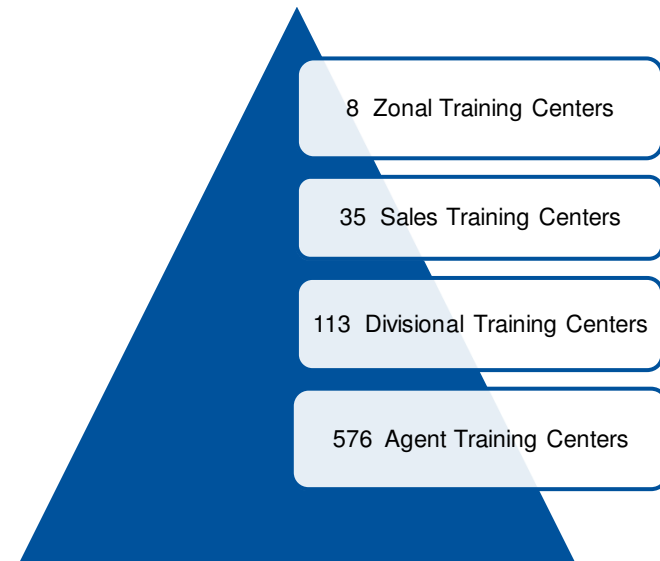 8 Zonal Training Centers
35 Sales Training Centers
113 Divisional Training Centers
576 Agent Training Centers